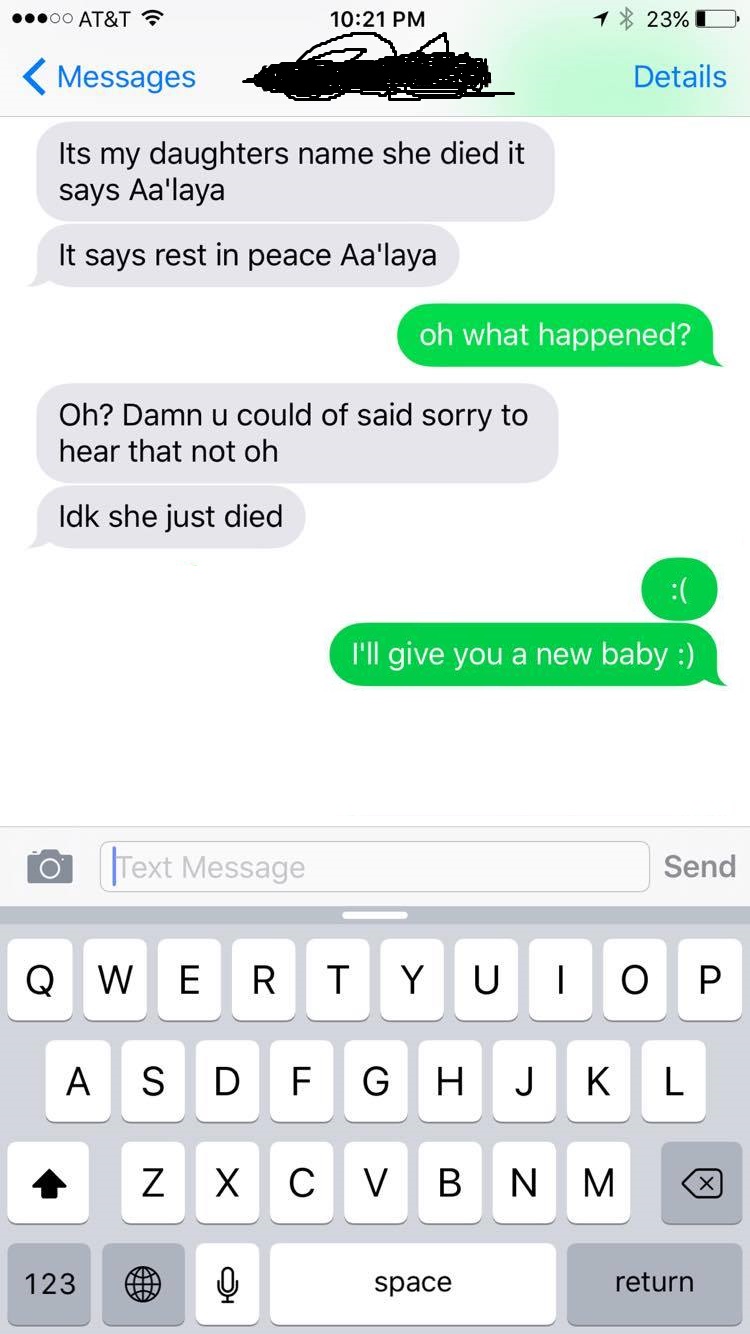 AT&T 10:21 PM 23%
Messages Details
Its my daughters name she died it
says Aa'laya
It says rest in peace Aa'laya
oh what happened?
Oh? Damn u could of said sorry to
hear that not oh
Idk she just died
:(
I'll give you a new baby :)
Text Message Send
Q W E R T Y U I O P
A S D F G H J K L
Z X C V B N M
123 space return